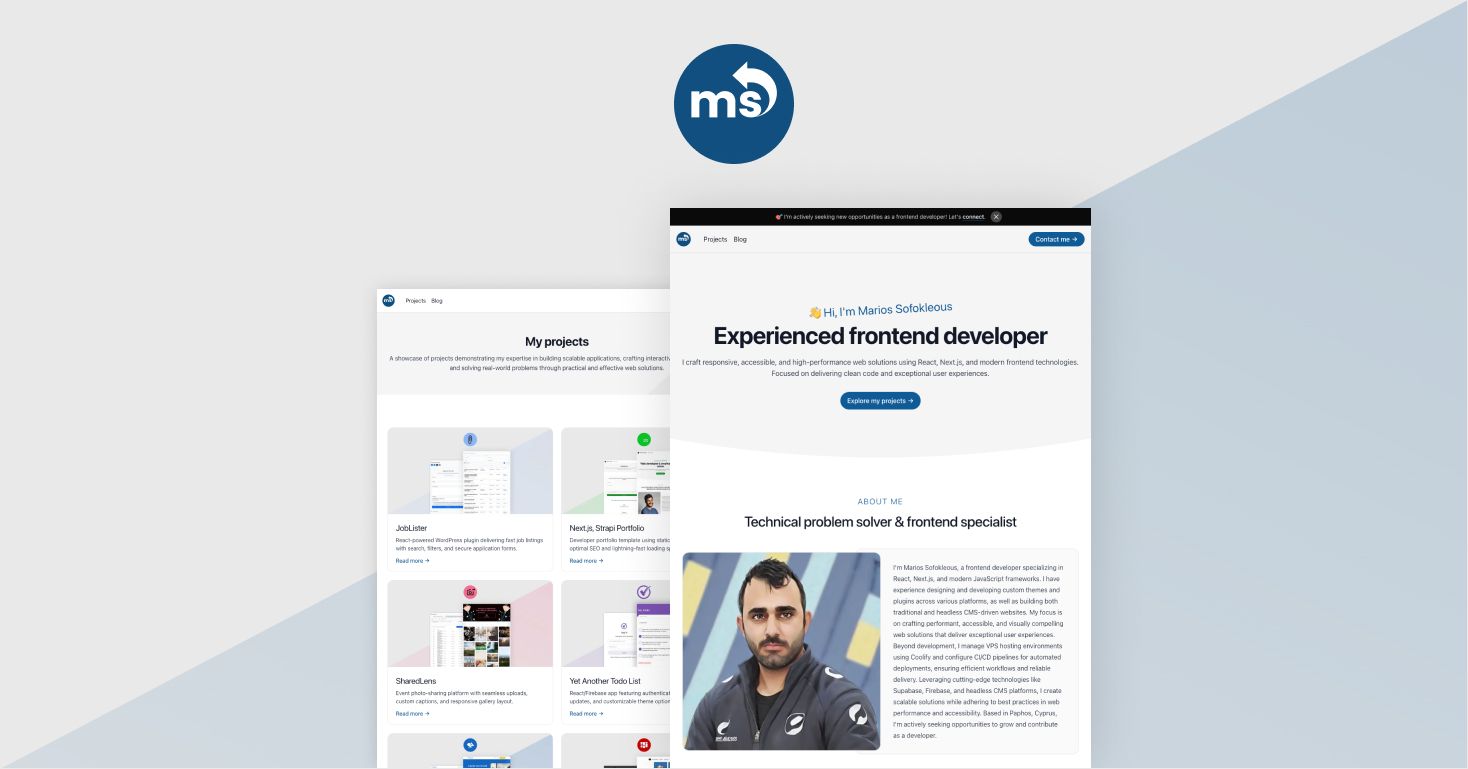 ms
🚀 I'm actively seeking new opportunities as a frontend developer! Let's connect.
ms
Projects Blog
Contact me →
👋 Hi, I'm Marios Sofokleous
Experienced frontend developer
I craft responsive, accessible, and high-performance web solutions using React, Next.js, and modern frontend technologies.
Focused on delivering clean code and exceptional user experiences.
Explore my projects →
ABOUT ME
Technical problem solver & frontend specialist
I'm Marios Sofokleous, a frontend developer specializing in
React, Next.js, and modern JavaScript frameworks. I have
experience designing and developing custom themes and
plugins across various platforms, as well as building both
traditional and headless CMS-driven websites. My focus is
on crafting performant, accessible, and visually compelling
web solutions that deliver exceptional user experiences.
Beyond development, I manage VPS hosting environments
using Coolify and configure CI/CD pipelines for automated
deployments, ensuring efficient workflows and reliable
delivery. Leveraging cutting-edge technologies like
Supabase, Firebase, and headless CMS platforms, I create
scalable solutions while adhering to best practices in web
performance and accessibility. Based in Paphos, Cyprus,
I'm actively seeking opportunities to grow and contribute
as a developer.
ms
Projects Blog
My projects
A showcase of projects demonstrating my expertise in building scalable applications, crafting
and solving real-world problems through practical and effective web solutions.
JobLister
React-powered WordPress plugin delivering fast job listings
with search, filters, and secure application forms.
Read more →
Next.js, Strapi Portfolio
Developer portfolio template using
optimal SEO and lightning-fast loading
Read more →
SharedLens
Event photo-sharing platform with seamless uploads,
custom captions, and responsive gallery layout.
Read more →
Yet Another Todo List
React/Firebase app featuring
updates, and customizable theme
Read more →